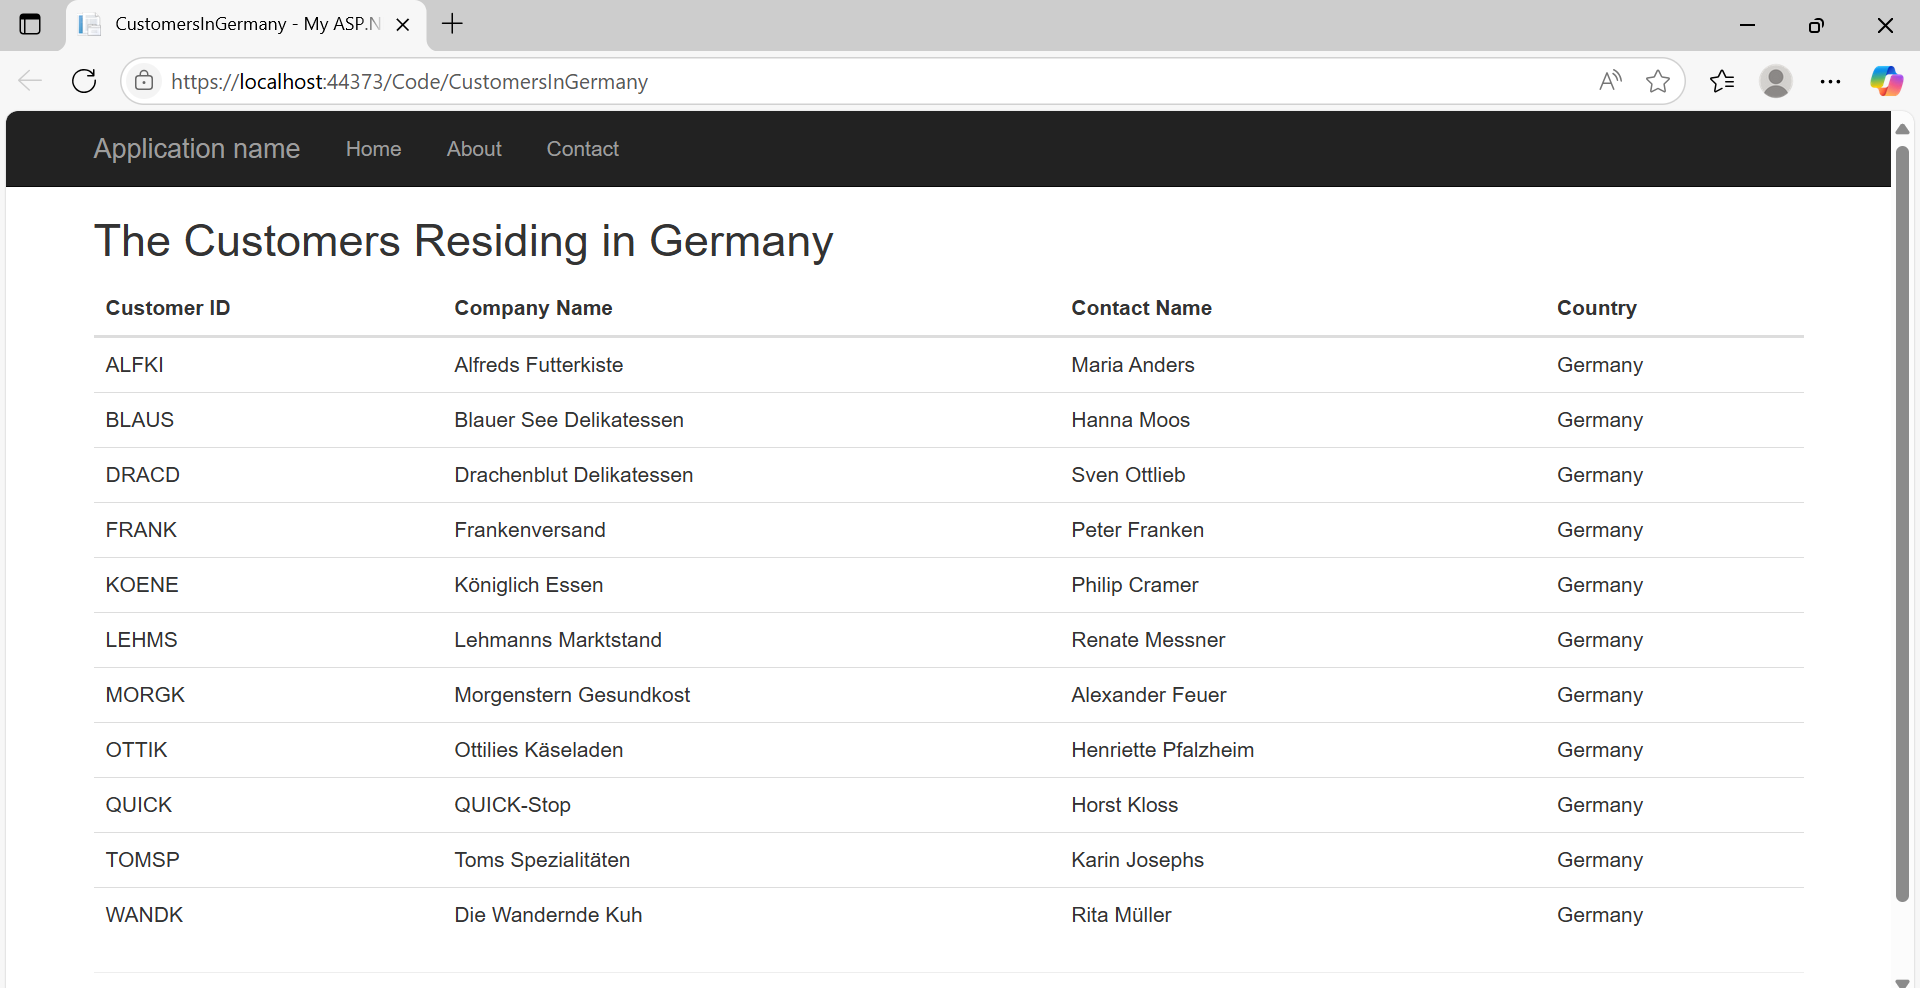 CustomersInGermany - My ASP.N
https://localhost:44373/Code/CustomersInGermany
Application name Home About Contact
The Customers Residing in Germany
Customer ID Company Name Contact Name Country
ALFKI Alfreds Futterkiste Maria Anders Germany
BLAUS Blauer See Delikatessen Hanna Moos Germany
DRACD Drachenblut Delikatessen Sven Ottlieb Germany
FRANK Frankenversand Peter Franken Germany
KOENE Königlich Essen Philip Cramer Germany
LEHMS Lehmanns Marktstand Renate Messner Germany
MORGK Morgenstern Gesundkost Alexander Feuer Germany
OTTIK Ottilies Käseladen Henriette Pfalzheim Germany
QUICK QUICK-Stop Horst Kloss Germany
TOMSP Toms Spezialitäten Karin Josephs Germany
WANDK Die Wandernde Kuh Rita Müller Germany